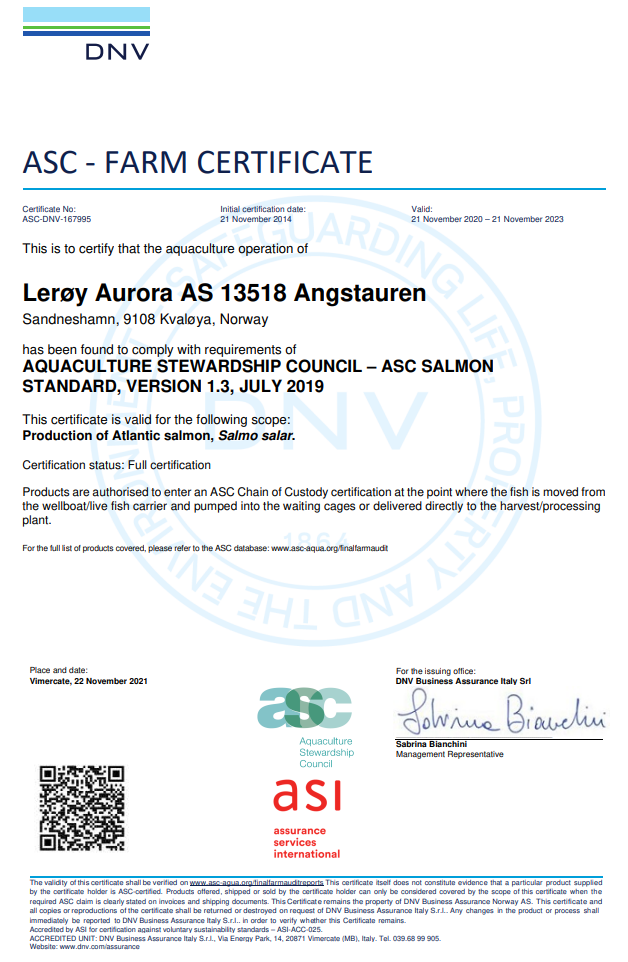 DNV
ASC - FARM CERTIFICATE
Certificate No:
ASC-DNV-167995
Initial certification date:
21 November 2014
Valid:
21 November 2020 – 21 November 2023
This is to certify that the aquaculture operation of
Lerøy Aurora AS 13518 Angstauren
Sandneshamn, 9108 Kvaløya, Norway
has been found to comply with requirements of
AQUACULTURE STEWARDSHIP COUNCIL – ASC SALMON
STANDARD, VERSION 1.3, JULY 2019
This certificate is valid for the following scope:
Production of Atlantic salmon, Salmo salar.
Certification status: Full certification
Products are authorised to enter an ASC Chain of Custody certification at the point where the fish is moved from
the wellboat/live fish carrier and pumped into the waiting cages or delivered directly to the harvest/processing
plant.
For the full list of products covered, please refer to the ASC database: www.asc-aqua.org/finalfarmaudit
SAFEGUARDING LIFE, PROPERTY AND THE ENVIRONMENT
DNV
1864
Place and date:
Vimercate, 22 November 2021
asc
Aquaculture
Stewardship
Council
asi
assurance
services
international
For the issuing office:
DNV Business Assurance Italy Srl
Sabrina Bianchini
Sabrina Bianchini
Management Representative
The validity of this certificate shall be verified on www.asc-aqua.org/finalfarmauditreports.This certificate itself does not constitute evidence that a particular product supplied
by the certificate holder is ASC-certified. Products offered, shipped or sold by the certificate holder can only be considered covered by the scope of this certificate when the
required ASC claim is clearly stated on invoices and shipping documents. This Certificate remains the property of DNV Business Assurance Norway AS. This certificate and
all copies or reproductions of the certificate shall be returned or destroyed on request of DNV Business Assurance Italy S.r.l.. Any changes in the product or process shall
immediately be reported to DNV Business Assurance Italy S.r.l.. in order to verify whether this Certificate remains.
Accredited by ASI for certification against voluntary sustainability standards – ASI-ACC-025.
ACCREDITED UNIT: DNV Business Assurance Italy S.r.l., Via Energy Park, 14, 20871 Vimercate (MB), Italy. Tel. 039.68 99 905.
Website: www.dnv.com/assurance